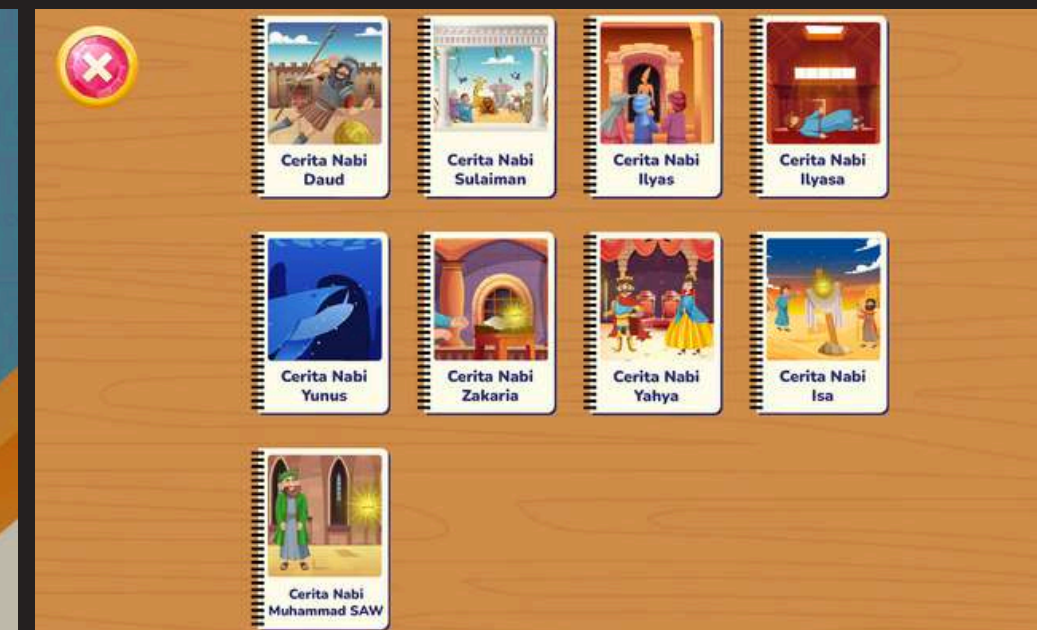 Cerita Nabi
Daud
Cerita Nabi
Sulaiman
Cerita Nabi
Ilyas
Cerita Nabi
Ilyasa
Cerita Nabi
Yunus
Cerita Nabi
Zakaria
Cerita Nabi
Yahya
Cerita Nabi
Isa
Cerita Nabi
Muhammad SAW